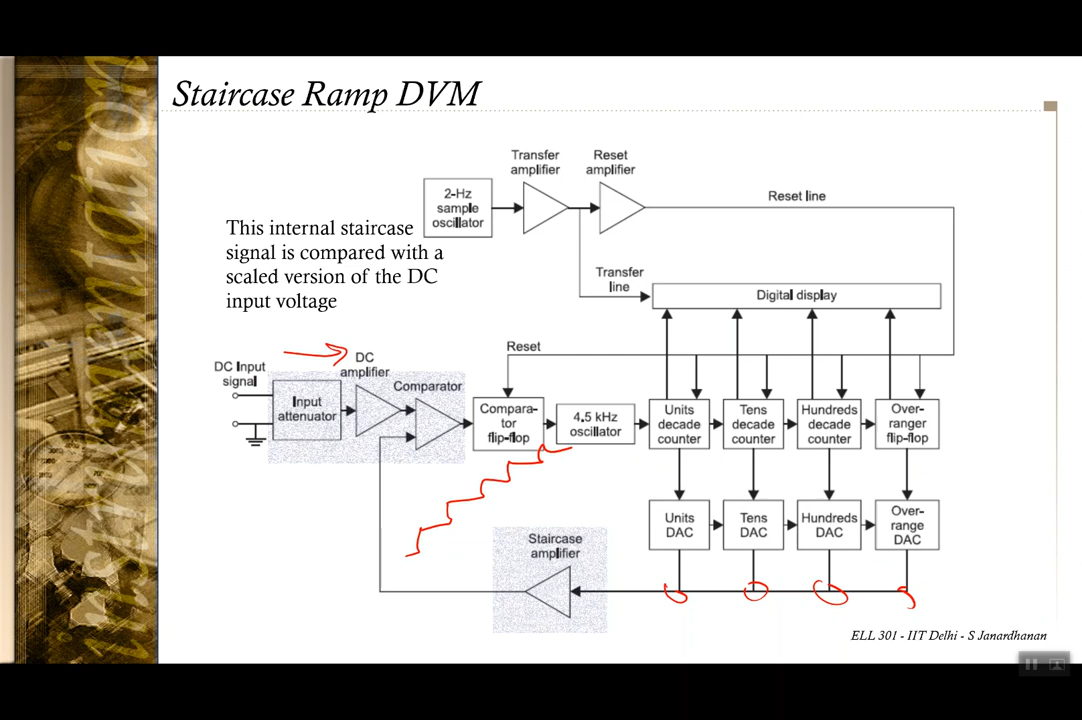 Staircase Ramp DVM
Transfer
amplifier
Reset
amplifier
2-Hz
sample
oscillator
Reset line
This internal staircase
signal is compared with a
scaled version of the DC
input voltage
Transfer
line
Digital display
Reset
DC Input
signal
DC
amplifier
Comparator
Input
attenuator
Compara-
tor
flip-flop
4.5 kHz
oscillator
Units
decade
counter
Tens
decade
counter
Hundreds
decade
counter
Over-
ranger
flip-flop
Units
DAC
Tens
DAC
Hundreds
DAC
Over-
range
DAC
Staircase
amplifier
ELL 301 - IIT Delhi - S Janardhanan
instrumentation